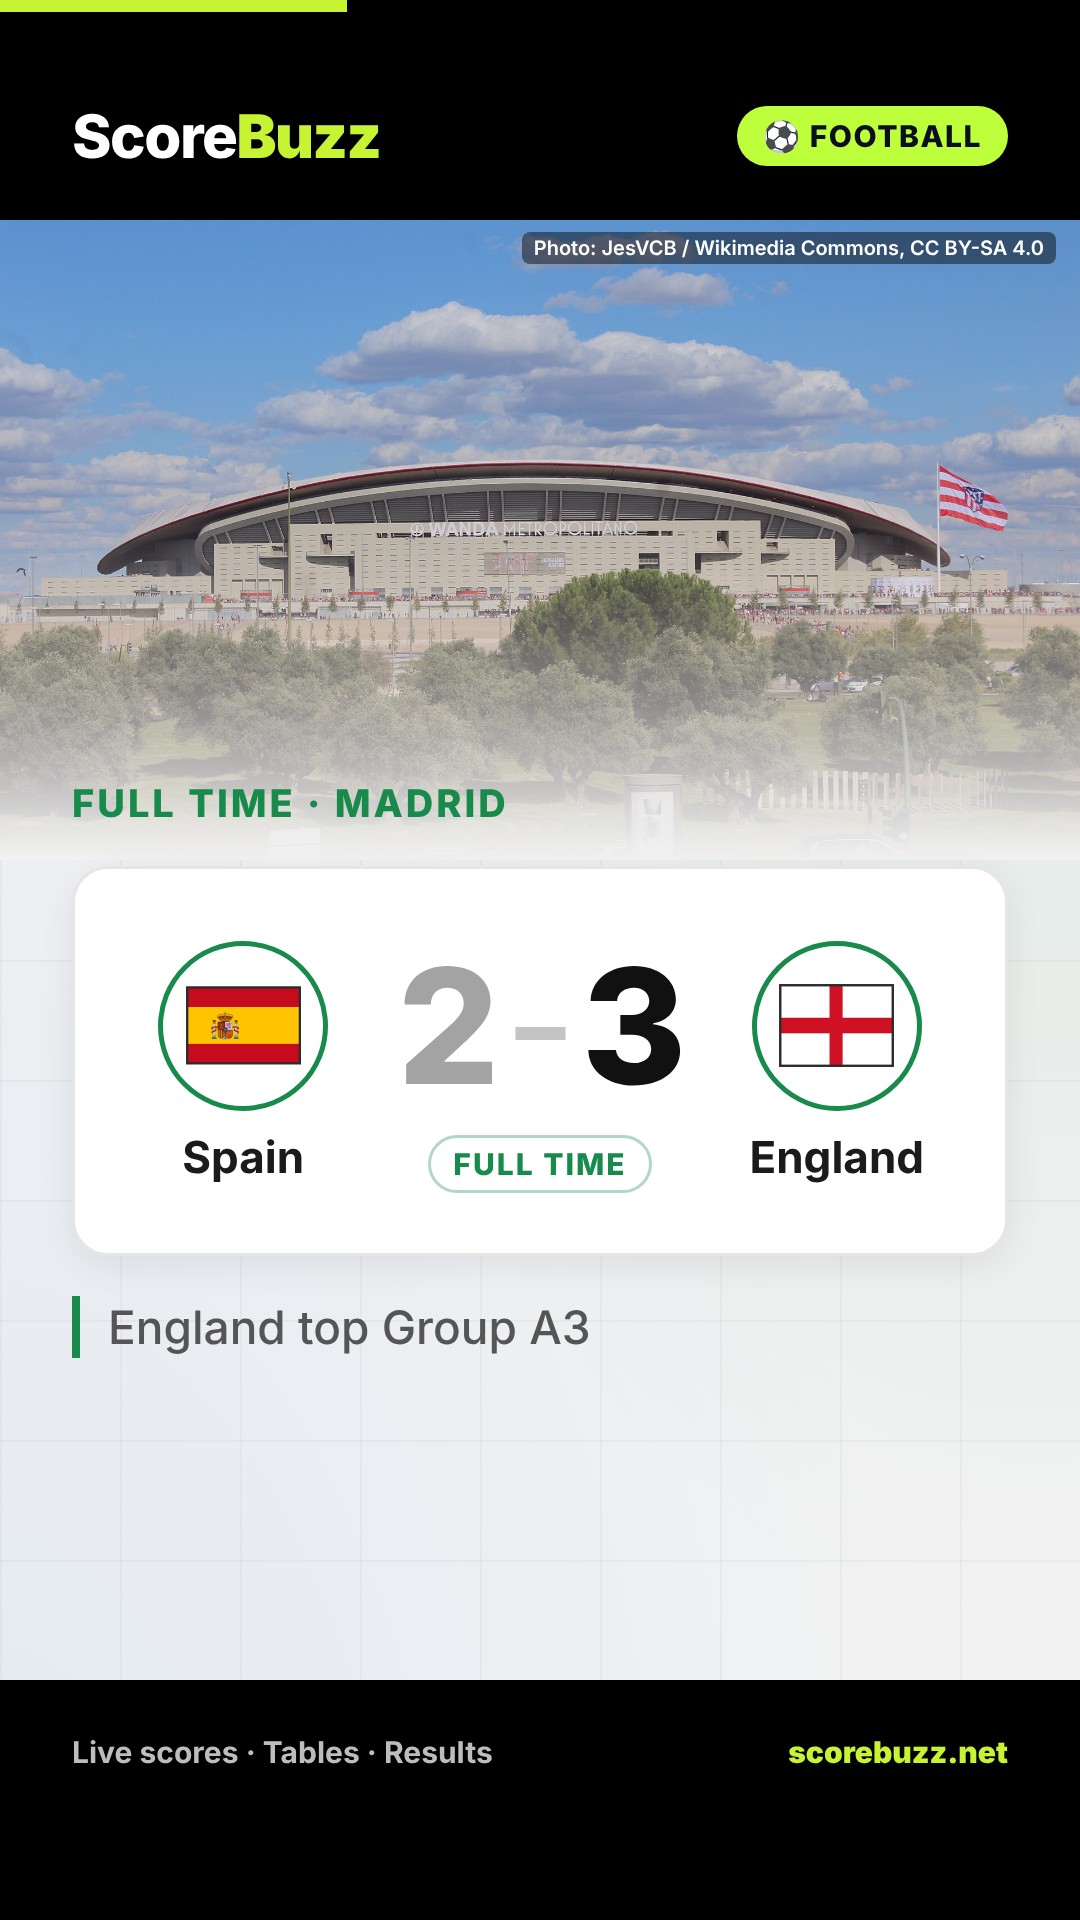 ScoreBuzz
⚽ FOOTBALL
Photo: JesVCB / Wikimedia Commons, CC BY-SA 4.0
WANDA METROPOLITANO
FULL TIME · MADRID
2-3
Spain
FULL TIME
England
England top Group A3
Live scores · Tables · Results
scorebuzz.net